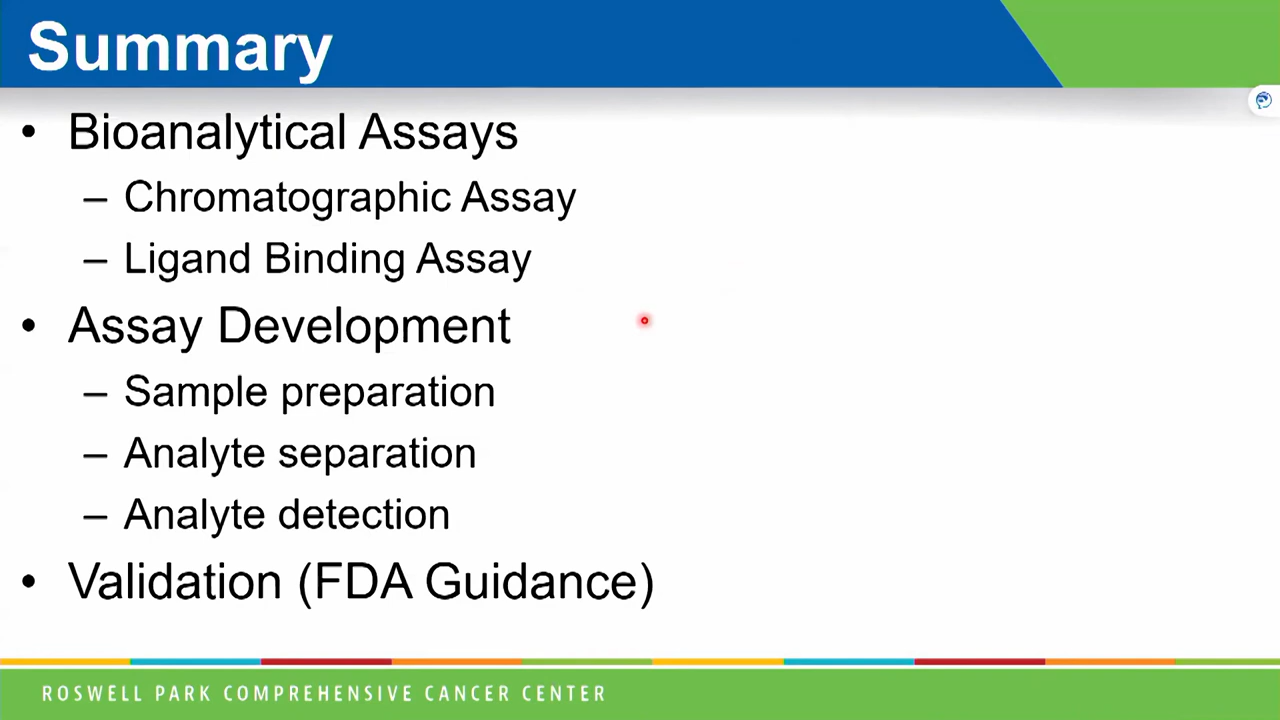 Summary
• Bioanalytical Assays
– Chromatographic Assay
– Ligand Binding Assay
• Assay Development
– Sample preparation
– Analyte separation
– Analyte detection
• Validation (FDA Guidance)
ROSWELL PARK COMPREHENSIVE CANCER CENTER